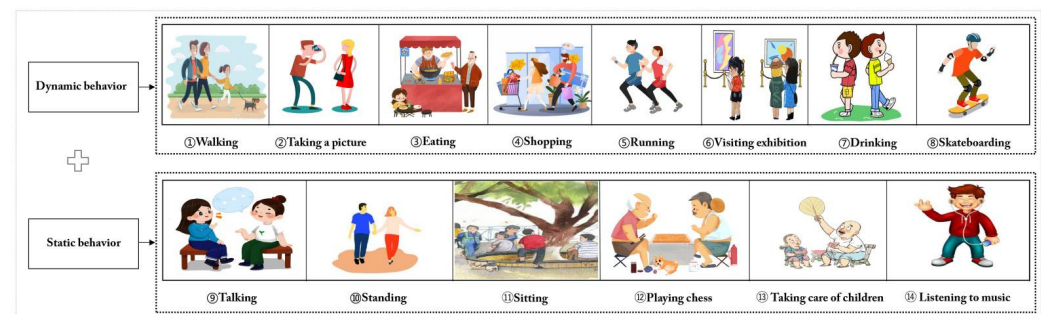 Dynamic behavior
①Walking
②Taking a picture
③Eating
④Shopping
⑤Running
⑥Visiting exhibition
⑦Drinking
⑧Skateboarding
Static behavior
⑨Talking
⑩Standing
⑪Sitting
⑫Playing chess
⑬Taking care of children
⑭Listening to music